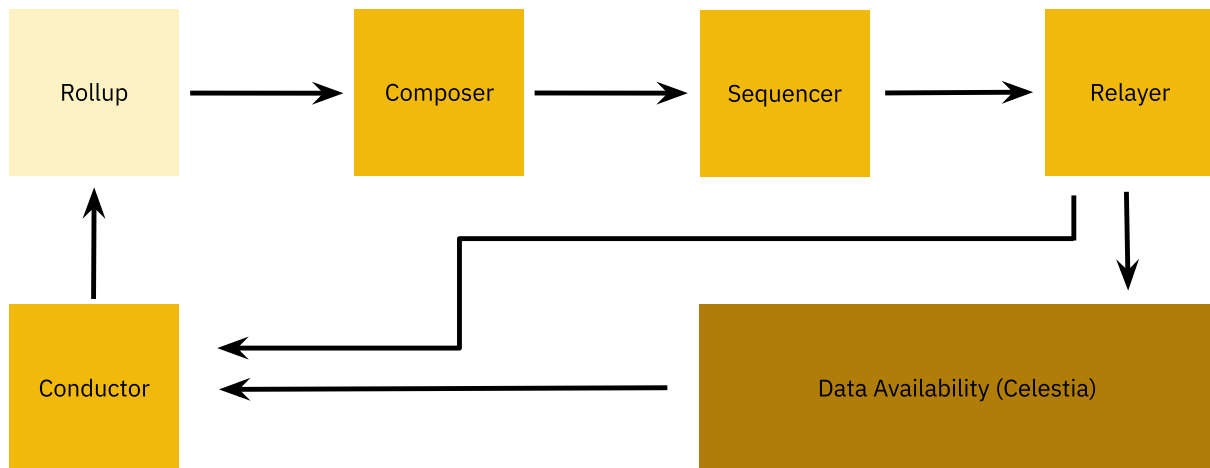 Rollup
Composer
Sequencer
Relayer
Conductor
Data Availability (Celestia)